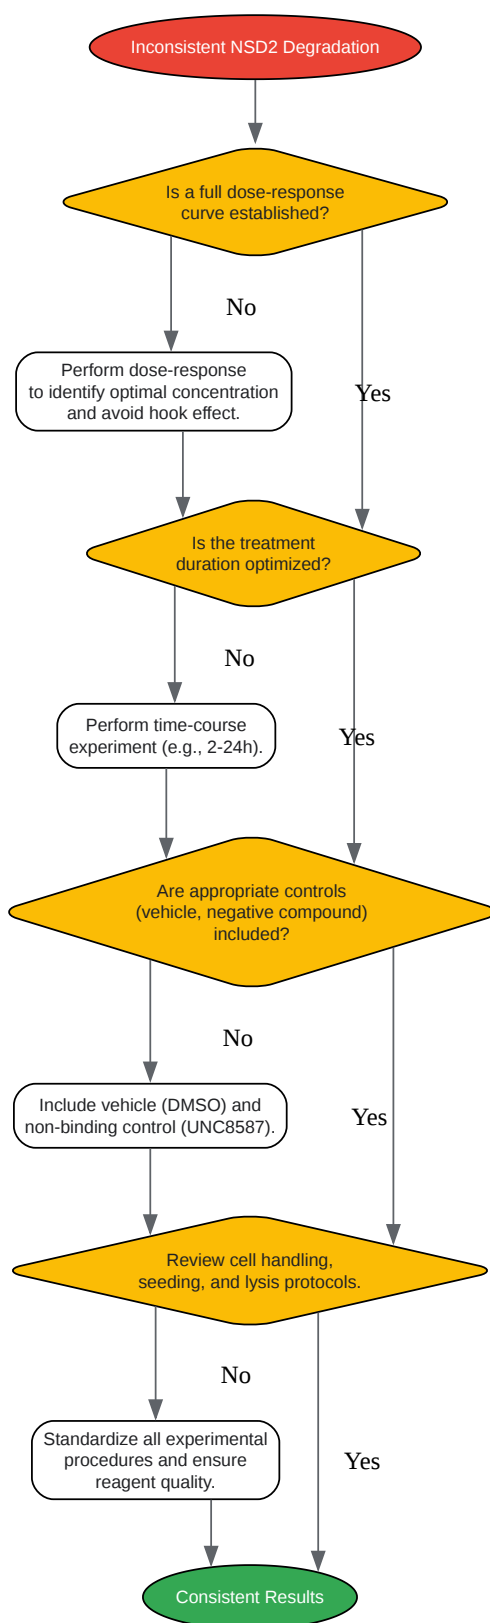 Inconsistent NSD2 Degradation
Is a full dose-response
curve established?
No
Perform dose-response
to identify optimal concentration
and avoid hook effect.
Yes
Is the treatment
duration optimized?
No
Perform time-course
experiment (e.g., 2-24h).
Yes
Are appropriate controls
(vehicle, negative compound)
included?
No
Include vehicle (DMSO) and
non-binding control (UNC8587).
Yes
Review cell handling,
seeding, and lysis protocols.
No
Standardize all experimental
procedures and ensure
reagent quality.
Yes
Consistent Results